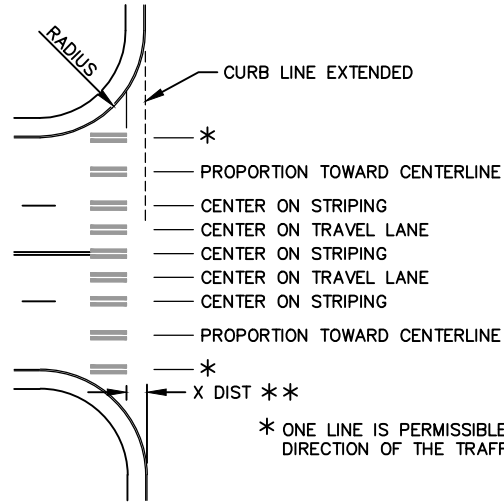 RADIUS
CURB LINE EXTENDED
*
PROPORTION TOWARD CENTERLINE
CENTER ON STRIPING
CENTER ON TRAVEL LANE
CENTER ON STRIPING
CENTER ON TRAVEL LANE
CENTER ON STRIPING
PROPORTION TOWARD CENTERLINE
*
X DIST **
* ONE LINE IS PERMISSIBLE
DIRECTION OF THE